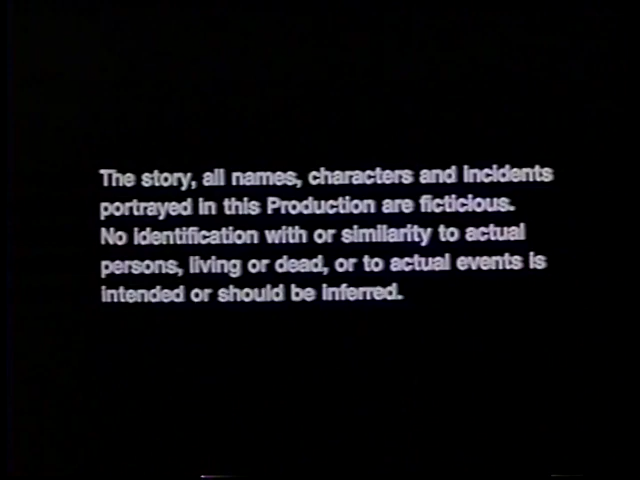 The story, all names, characters and incidents
portrayed in this Production are ficticious.
No identification with or similarity to actual
persons, living or dead, or to actual events is
intended or should be inferred.